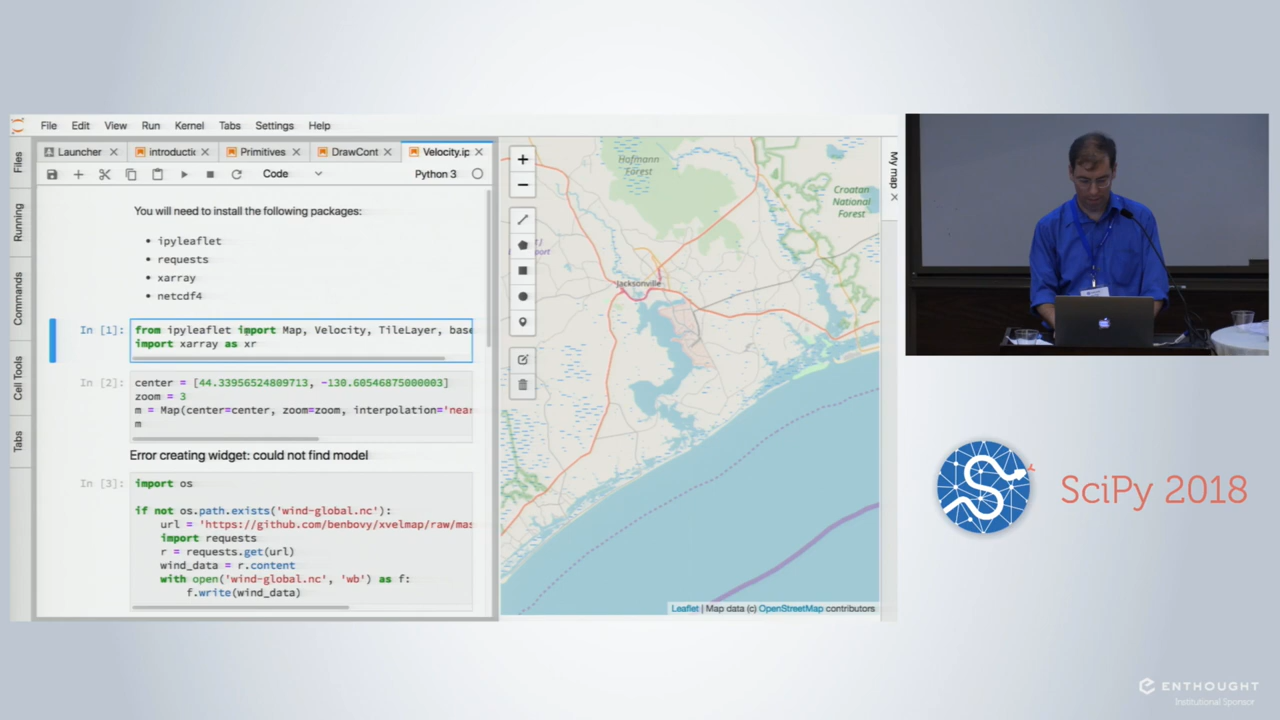 File Edit View Run Kernel Tabs Settings Help
Launcher introductic Primitives DrawCont Velocity.ip
Code Python 3
Files
Running
Commands
Cell Tools
Tabs
You will need to install the following packages:
• ipyleaflet
• requests
• xarray
• netcdf4
In [1]: from ipyleaflet import Map, Velocity, TileLayer, base
import xarray as xr
In [2]: center = [44.33956524809713, -130.60546875000003]
zoom = 3
m = Map(center=center, zoom=zoom, interpolation='near
m
Error creating widget: could not find model
In [3]: import os
if not os.path.exists('wind-global.nc'):
url = 'https://github.com/benbovy/xvelmap/raw/mas
import requests
r = requests.get(url)
wind_data = r.content
with open('wind-global.nc', 'wb') as f:
f.write(wind_data)
+
−
Hofmann
Forest
Croatan
National
Forest
Jacksonville
Leaflet | Map data (c) OpenStreetMap contributors
My map
SciPy 2018
ENTHOUGHT
Institutional Sponsor